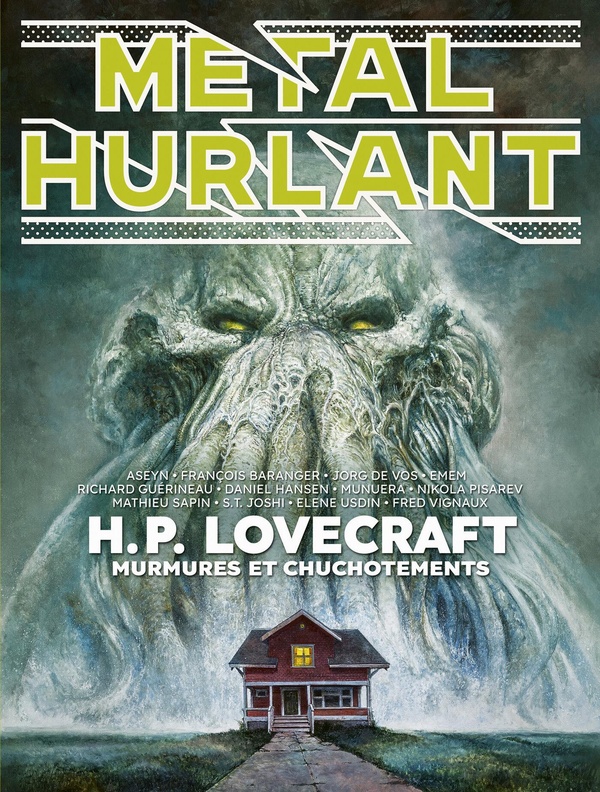 METAL
HURLANT
ASEYN • FRANÇOIS BARANGER • JORG DE VOS • EMEM
RICHARD GUÉRINEAU • DANIEL HANSEN • MUNUERA • NIKOLA PISAREV
MATHIEU SAPIN • S.T. JOSHI • ELENE USDIN • FRED VIGNAUX
H.P. LOVECRAFT
MURMURES ET CHUCHOTEMENTS